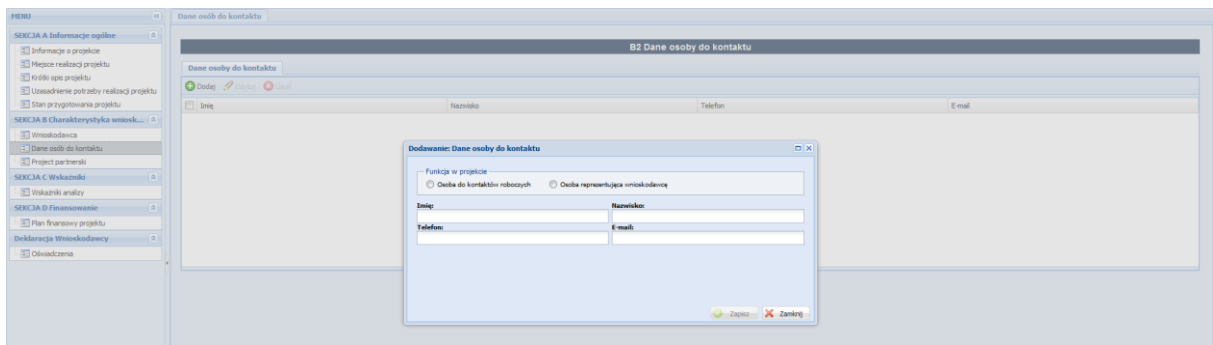 MENU
SEKCJA A Informacje ogólne
Informacje o projekcie
Miejsce realizacji projektu
Krótki opis projektu
Uzasadnienie potrzeby realizacji projektu
Stan przygotowania projektu
SEKCJA B Charakterystyka wniosk...
Wnioskodawca
Dane osób do kontaktu
Project partnerski
SEKCJA C Wskaźniki
Wskaźniki analizy
SEKCJA D Finansowanie
Plan finansowy projektu
Deklaracja Wnioskodawcy
Oświadczenia
Dane osób do kontaktu
B2 Dane osoby do kontaktu
Dane osoby do kontaktu
Dodaj Edytuj Usuń
Imię Nazwisko Telefon E-mail
Dodawanie: Dane osoby do kontaktu
Funkcja w projekcie
Osoba do kontaktów roboczych Osoba reprezentująca wnioskodawcę
Imię: Nazwisko:
Telefon: E-mail:
Zapisz Zamknij